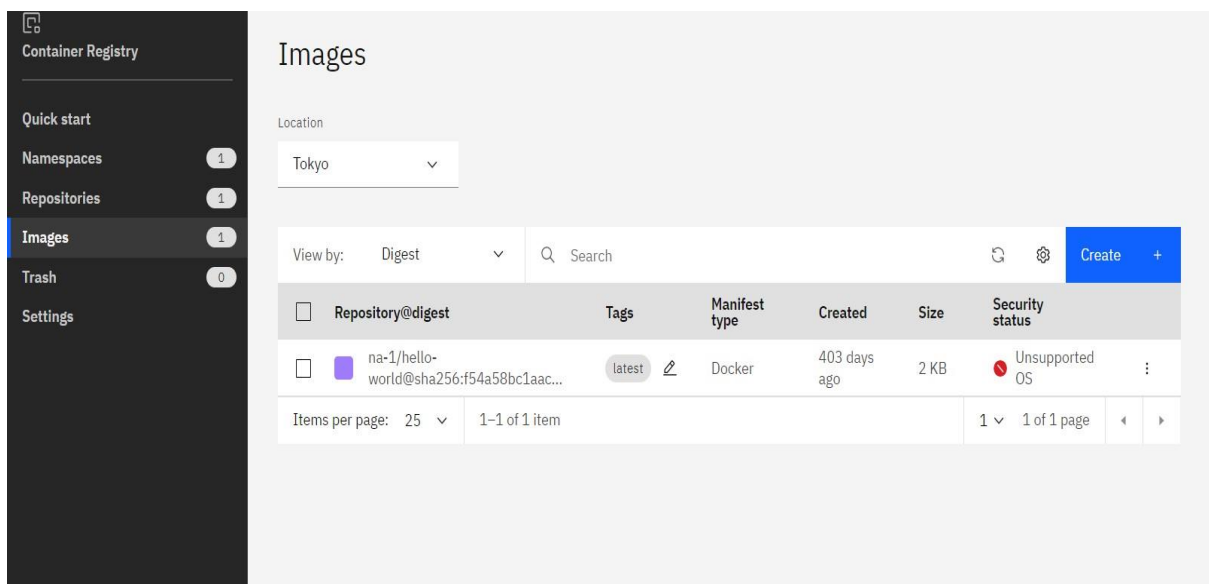 Container Registry
Quick start
Namespaces 1
Repositories 1
Images 1
Trash 0
Settings
Images
Location
Tokyo
View by: Digest Search Create +
Repository@digest Tags Manifest type Created Size Security status
na-1/hello-
world@sha256:f54a58bc1aac... latest Docker 403 days ago 2 KB Unsupported OS
Items per page: 25 1–1 of 1 item 1 1 of 1 page